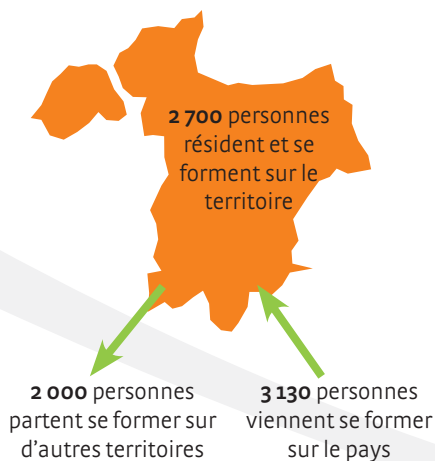 2 700 personnes
résident et se
forment sur le
territoire
2 000 personnes
partent se former sur
d'autres territoires
3 130 personnes
viennent se former
sur le pays